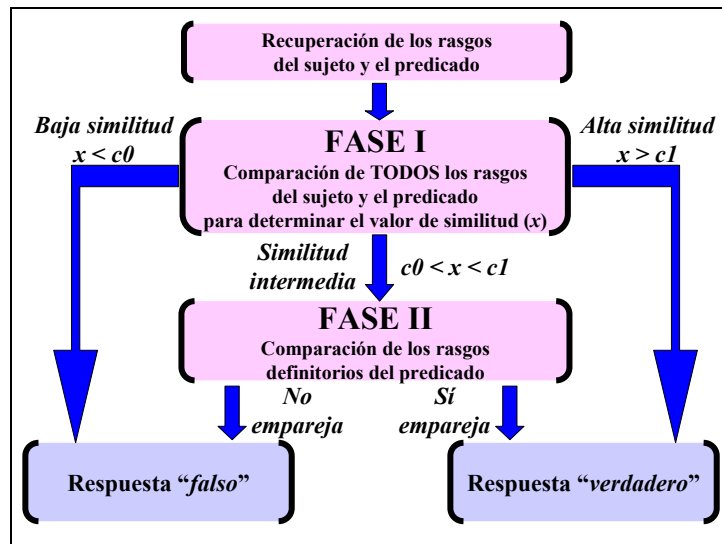 Recuperación de los rasgos
del sujeto y el predicado
Baja similitud
x < c0
Alta similitud
x > c1
FASE I
Comparación de TODOS los rasgos
del sujeto y el predicado
para determinar el valor de similitud (x)
Similitud
intermedia
c0 < x < c1
FASE II
Comparación de los rasgos
definitorios del predicado
No
empareja
Sí
empareja
Respuesta “falso”
Respuesta “verdadero”